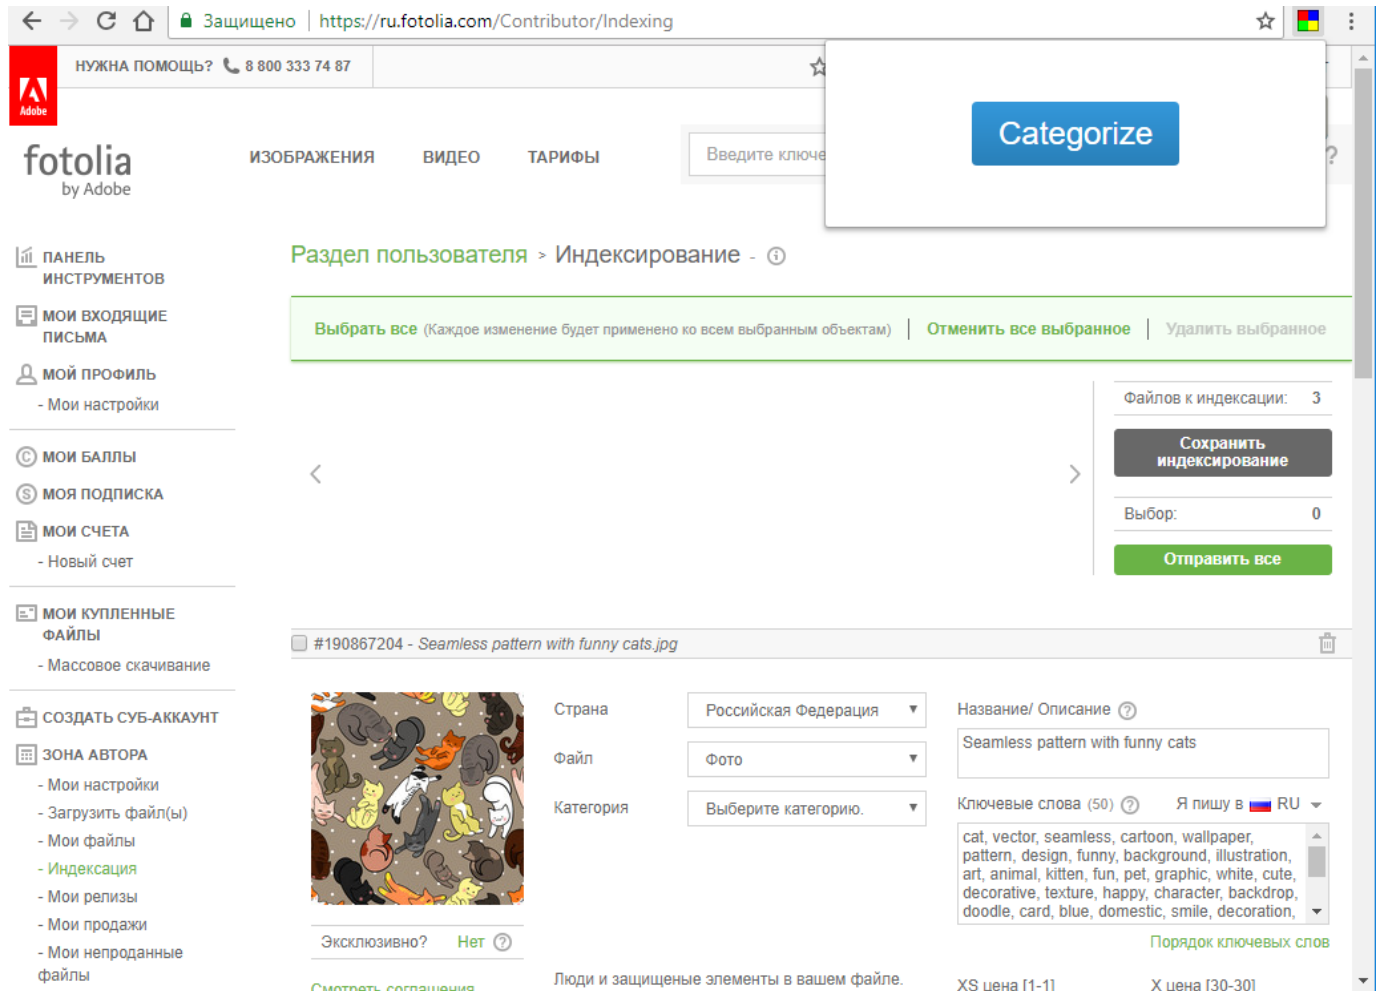 Защищено https://ru.fotolia.com/Contributor/Indexing
НУЖНА ПОМОЩЬ? 8 800 333 74 87
Adobe
Categorize
fotolia
by Adobe
ИЗОБРАЖЕНИЯ ВИДЕО ТАРИФЫ
Введите ключе
?
ПАНЕЛЬ
ИНСТРУМЕНТОВ
МОИ ВХОДЯЩИЕ
ПИСЬМА
МОЙ ПРОФИЛЬ
- Мои настройки
МОИ БАЛЛЫ
МОЯ ПОДПИСКА
МОИ СЧЕТА
- Новый счет
МОИ КУПЛЕННЫЕ
ФАЙЛЫ
- Массовое скачивание
СОЗДАТЬ СУБ-АККАУНТ
ЗОНА АВТОРА
- Мои настройки
- Загрузить файл(ы)
- Мои файлы
- Индексация
- Мои релизы
- Мои продажи
- Мои непроданные
файлы
Раздел пользователя > Индексирование -
Выбрать все (Каждое изменение будет применено ко всем выбранным объектам) | Отменить все выбранное | Удалить выбранное
Файлов к индексации: 3
Сохранить
индексирование
Выбор: 0
Отправить все
#190867204 - Seamless pattern with funny cats.jpg
Эксклюзивно? Нет ?
Смотреть соглашения
Страна Российская Федерация
Файл Фото
Категория Выберите категорию.
Люди и защищеные элементы в вашем файле.
Название/ Описание ?
Seamless pattern with funny cats
Ключевые слова (50) ? Я пишу в RU
cat, vector, seamless, cartoon, wallpaper,
pattern, design, funny, background, illustration,
art, animal, kitten, fun, pet, graphic, white, cute,
decorative, texture, happy, character, backdrop,
doodle, card, blue, domestic, smile, decoration,
Порядок ключевых слов
XS цена [1-1] X цена [30-30]